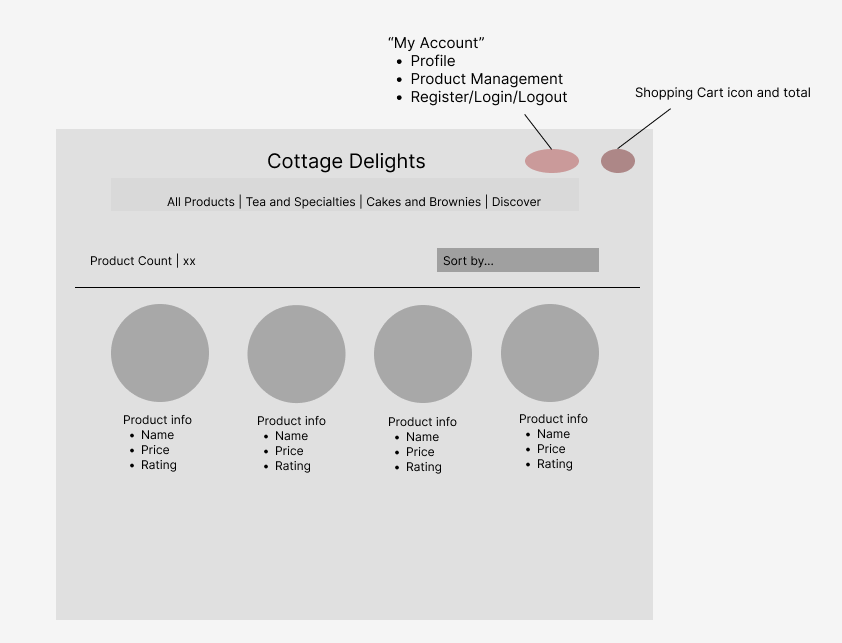 “My Account”
• Profile
• Product Management
• Register/Login/Logout
Shopping Cart icon and total
Cottage Delights
All Products | Tea and Specialties | Cakes and Brownies | Discover
Product Count | xx
Sort by...
Product info
• Name
• Price
• Rating
Product info
• Name
• Price
• Rating
Product info
• Name
• Price
• Rating
Product info
• Name
• Price
• Rating